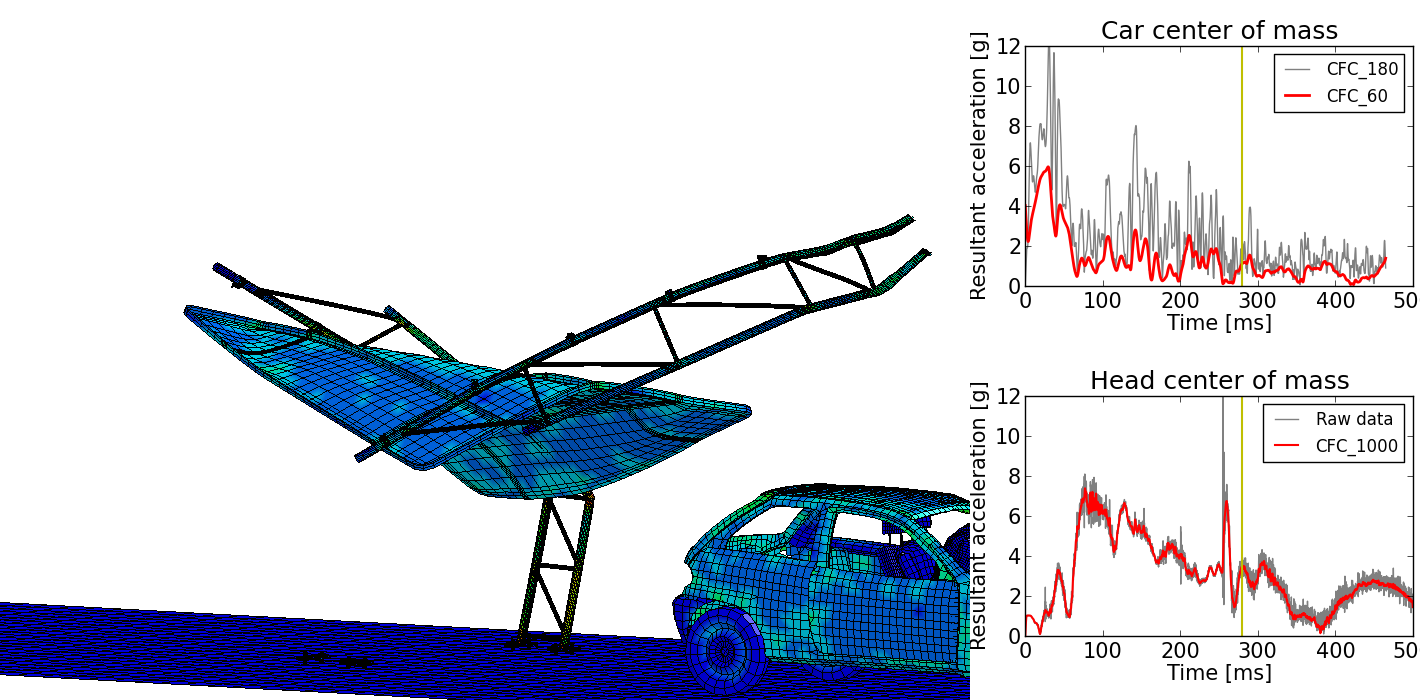 Car center of mass
Resultant acceleration [g]
12
10
8
6
4
2
0
CFC_180
CFC_60
0 100 200 300 400 50
Time [ms]
Head center of mass
Resultant acceleration [g]
12
10
8
6
4
2
0
Raw data
CFC_1000
0 100 200 300 400 50
Time [ms]